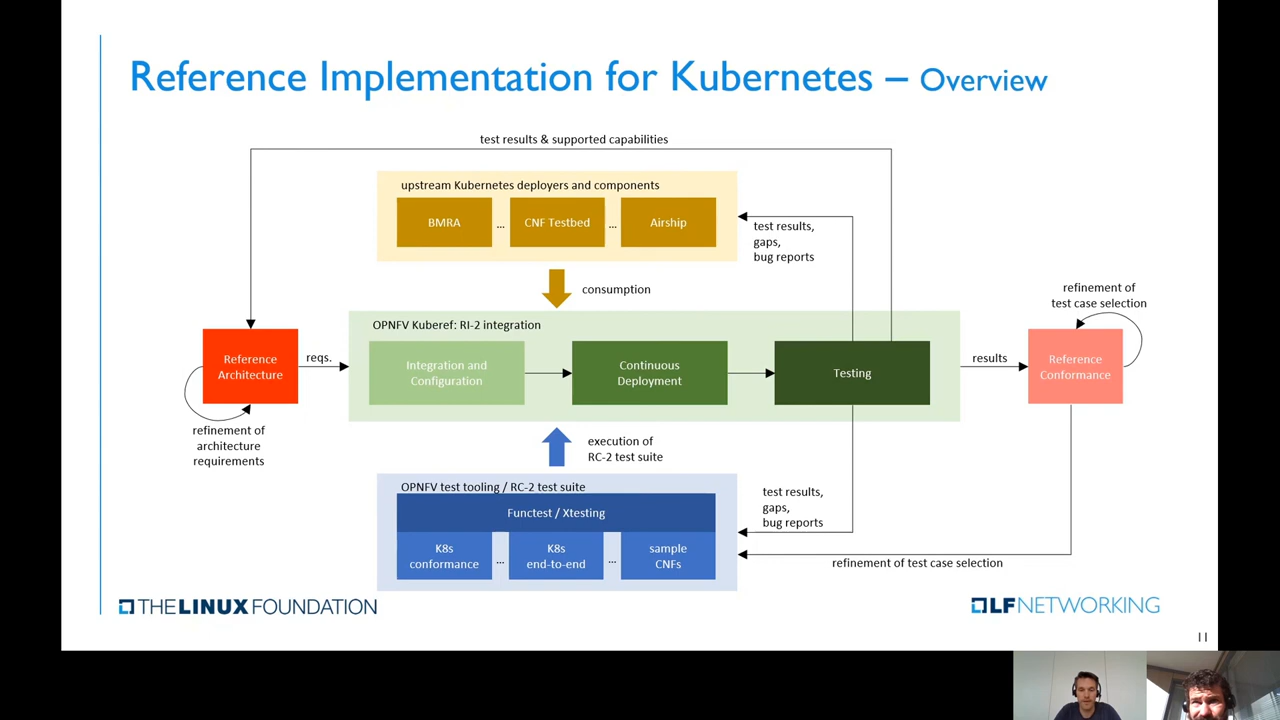 Reference Implementation for Kubernetes – Overview
test results & supported capabilities
upstream Kubernetes deployers and components
BMRA
...
CNF Testbed
...
Airship
test results,
gaps,
bug reports
consumption
refinement of
test case selection
OPNFV Kuberef: RI-2 integration
Reference
Architecture
reqs.
Integration and
Configuration
Continuous
Deployment
Testing
results
Reference
Conformance
refinement of
architecture
requirements
execution of
RC-2 test suite
OPNFV test tooling / RC-2 test suite
Functest / Xtesting
K8s
conformance
...
K8s
end-to-end
...
sample
CNFs
test results,
gaps,
bug reports
refinement of test case selection
THE LINUX FOUNDATION
LF NETWORKING
11